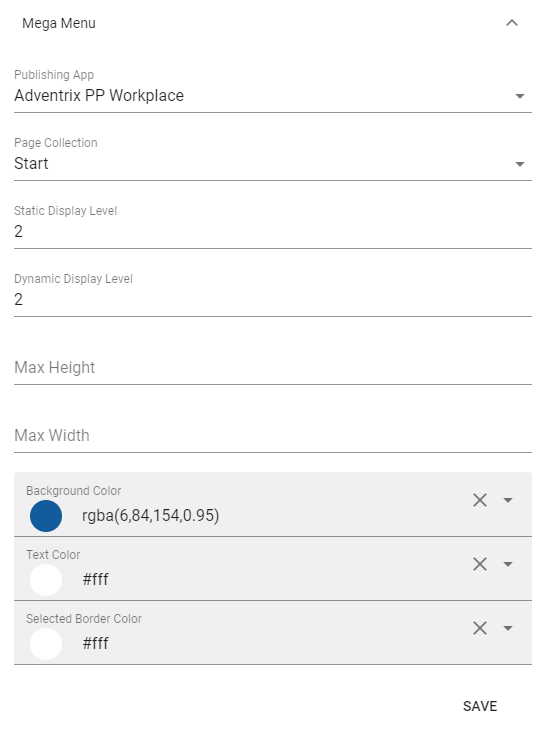 Mega Menu
Publishing App
Adventrix PP Workplace
Page Collection
Start
Static Display Level
2
Dynamic Display Level
2
Max Height
Max Width
Background Color
rgba(6,84,154,0.95)
Text Color
#fff
Selected Border Color
#fff
SAVE